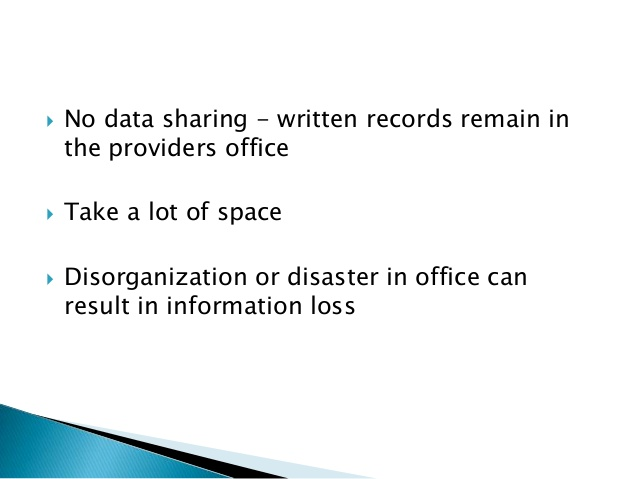 No data sharing – written records remain in
the providers office
Take a lot of space
Disorganization or disaster in office can
result in information loss